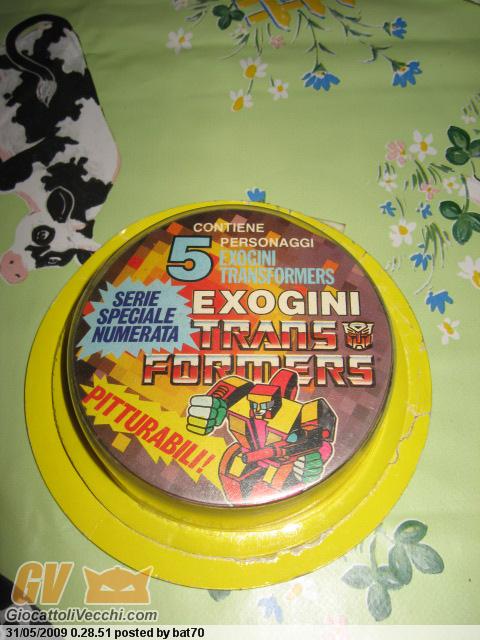 CONTIENE
5 PERSONAGGI
EXOGINI
TRANSFORMERS
SERIE
SPECIALE
NUMERATA
EXOGINI
TRANS
FORMERS
PITTURABILI!
GV
GiocattoliVecchi.com
31/05/2009 0.28.51 posted by bat70